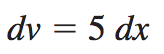 dv = 5 dx